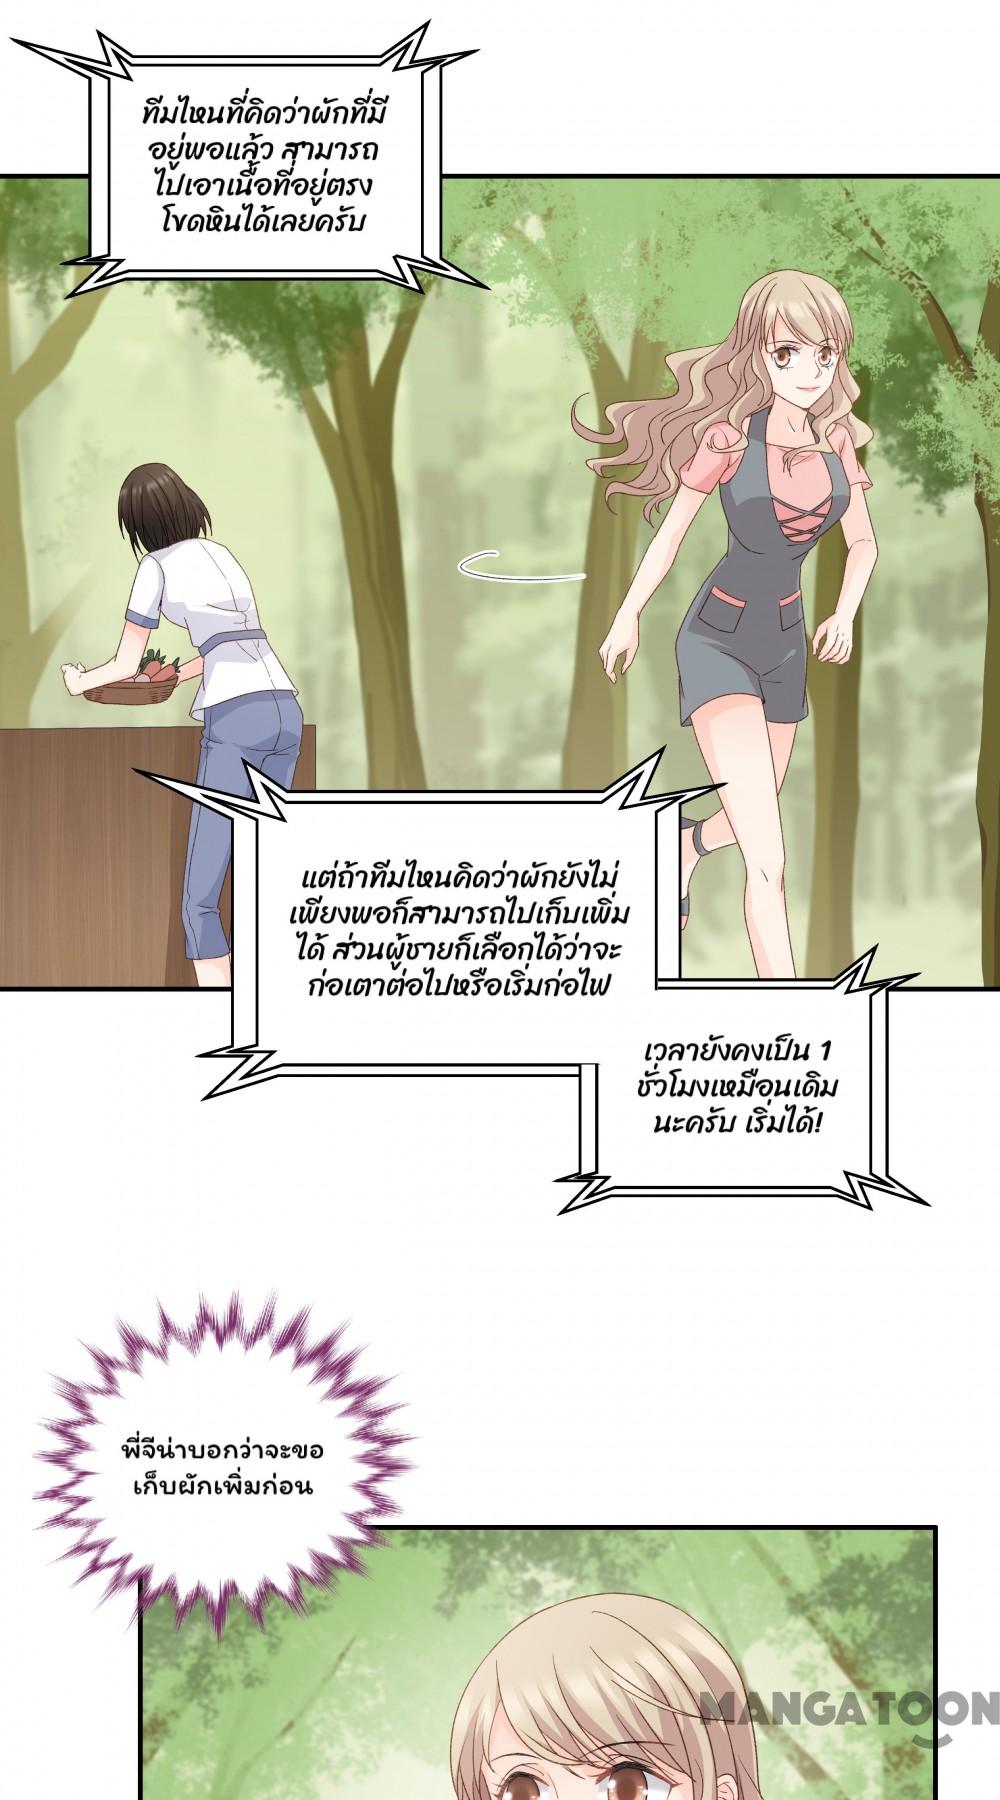 ทีมไหนที่คิดว่าผักที่มี
อยู่พอแล้ว สามารถ
ไปเอาเนื้อที่อยู่ตรง
โขดหินได้เลยครับ
แต่ถ้าทีมไหนคิดว่าผักยังไม่
เพียงพอก็สามารถไปเก็บเพิ่ม
ได้ ส่วนผู้ชายก็เลือกได้ว่าจะ
ก่อเตาต่อไปหรือเริ่มก่อไฟ
เวลายังคงเป็น 1
ชั่วโมงเหมือนเดิม
นะครับ เริ่มได้!
พี่จีน่าบอกว่าจะขอ
เก็บผักเพิ่มก่อน
MANGATOON